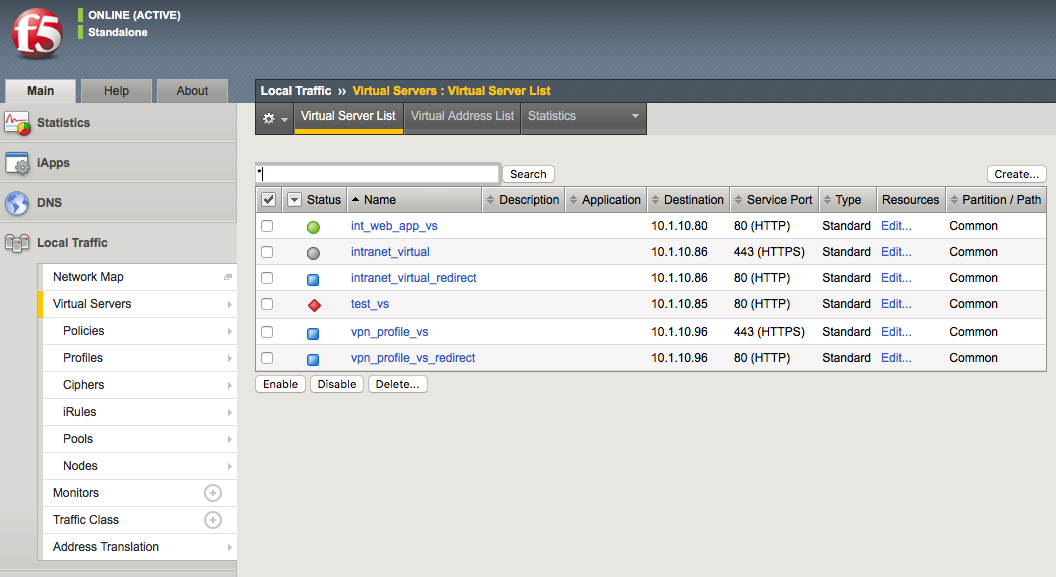 f5
ONLINE (ACTIVE)
Standalone
Main Help About
Statistics
iApps
DNS
Local Traffic
Network Map
Virtual Servers
Policies
Profiles
Ciphers
iRules
Pools
Nodes
Monitors
Traffic Class
Address Translation
Local Traffic ›› Virtual Servers : Virtual Server List
Virtual Server List Virtual Address List Statistics
* Search Create...
Status Name Description Application Destination Service Port Type Resources Partition / Path
int_web_app_vs 10.1.10.80 80 (HTTP) Standard Edit... Common
intranet_virtual 10.1.10.86 443 (HTTPS) Standard Edit... Common
intranet_virtual_redirect 10.1.10.86 80 (HTTP) Standard Edit... Common
test_vs 10.1.10.85 80 (HTTP) Standard Edit... Common
vpn_profile_vs 10.1.10.96 443 (HTTPS) Standard Edit... Common
vpn_profile_vs_redirect 10.1.10.96 80 (HTTP) Standard Edit... Common
Enable Disable Delete...